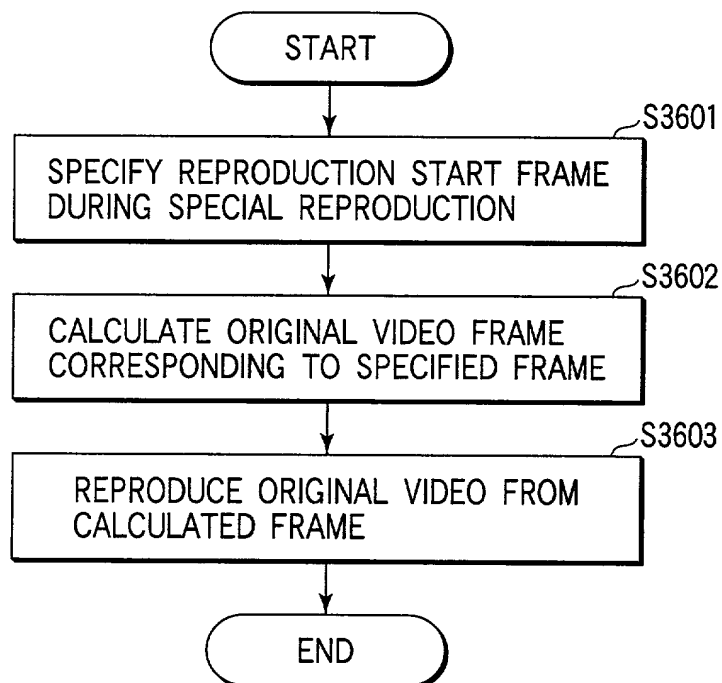 START
S3601
SPECIFY REPRODUCTION START FRAME
DURING SPECIAL REPRODUCTION
S3602
CALCULATE ORIGINAL VIDEO FRAME
CORRESPONDING TO SPECIFIED FRAME
S3603
REPRODUCE ORIGINAL VIDEO FROM
CALCULATED FRAME
END